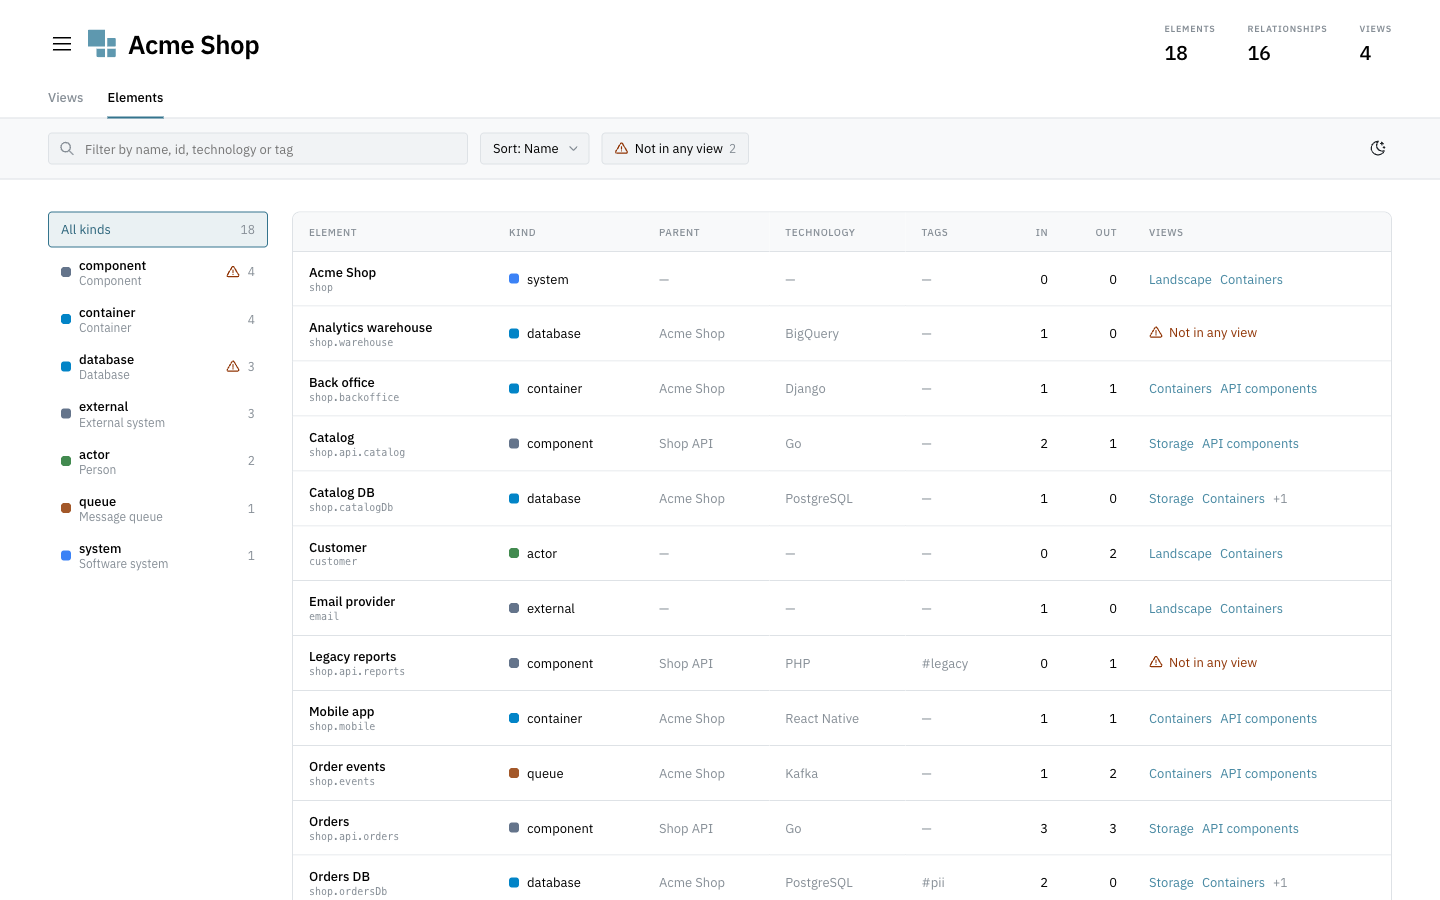 Acme Shop
ELEMENTS RELATIONSHIPS VIEWS
18 16 4
Views Elements
Filter by name, id, technology or tag Sort: Name Not in any view 2
All kinds 18
component 4
Component
container 4
Container
database 3
Database
external 3
External system
actor 2
Person
queue 1
Message queue
system 1
Software system
ELEMENT KIND PARENT TECHNOLOGY TAGS IN OUT VIEWS
Acme Shop system — — — 0 0 Landscape Containers
shop
Analytics warehouse database Acme Shop BigQuery — 1 0 Not in any view
shop.warehouse
Back office container Acme Shop Django — 1 1 Containers API components
shop.backoffice
Catalog component Shop API Go — 2 1 Storage API components
shop.api.catalog
Catalog DB database Acme Shop PostgreSQL — 1 0 Storage Containers +1
shop.catalogDb
Customer actor — — — 0 2 Landscape Containers
customer
Email provider external — — — 1 0 Landscape Containers
email
Legacy reports component Shop API PHP #legacy 0 1 Not in any view
shop.api.reports
Mobile app container Acme Shop React Native — 1 1 Containers API components
shop.mobile
Order events queue Acme Shop Kafka — 1 2 Containers API components
shop.events
Orders component Shop API Go — 3 3 Storage API components
shop.api.orders
Orders DB database Acme Shop PostgreSQL #pii 2 0 Storage Containers +1
shop.ordersDb